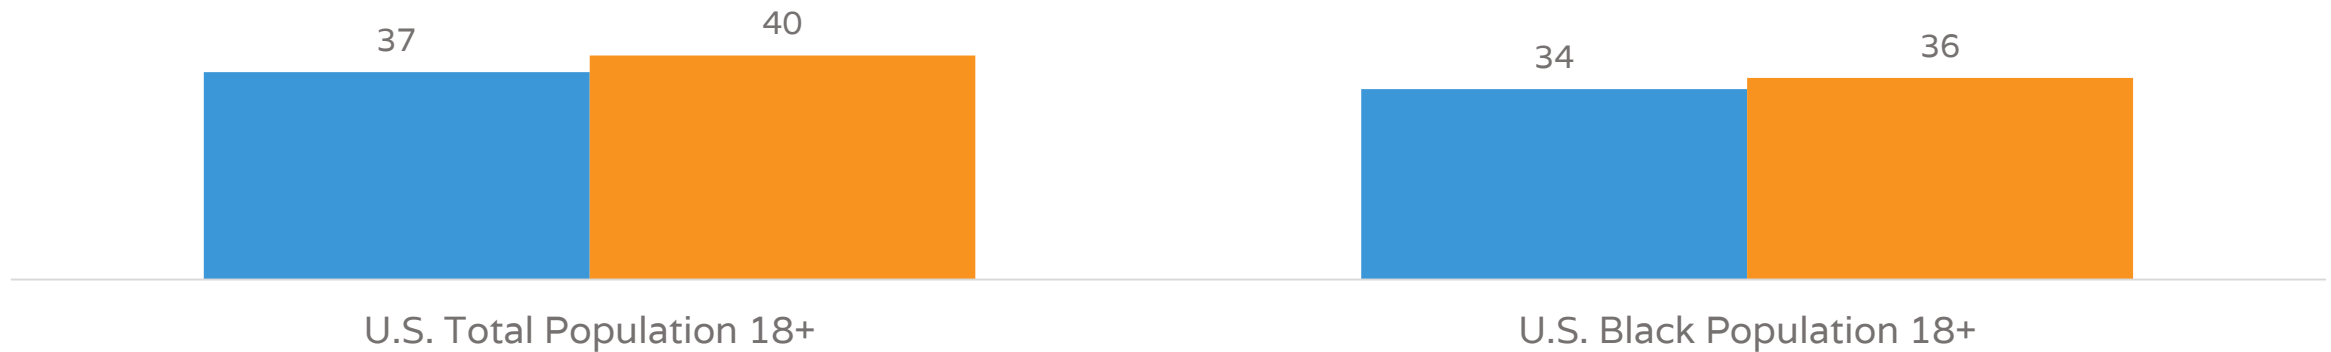 37
40
34
36
U.S. Total Population 18+
U.S. Black Population 18+